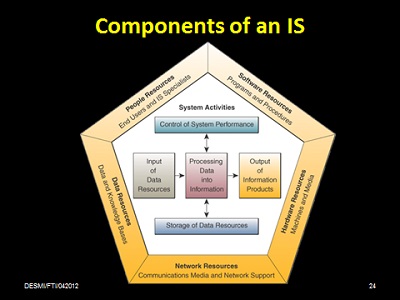 Components of an IS
People Resources
End Users and IS Specialists
Software Resources
Programs and Procedures
System Activities
Control of System Performance
Input
of
Data
Resources
Processing
Data
into
Information
Output
of
Information
Products
Storage of Data Resources
Data Resources
Data and Knowledge Bases
Hardware Resources
Machines and Media
Network Resources
Communications Media and Network Support
DESMI/FTI/042012
24